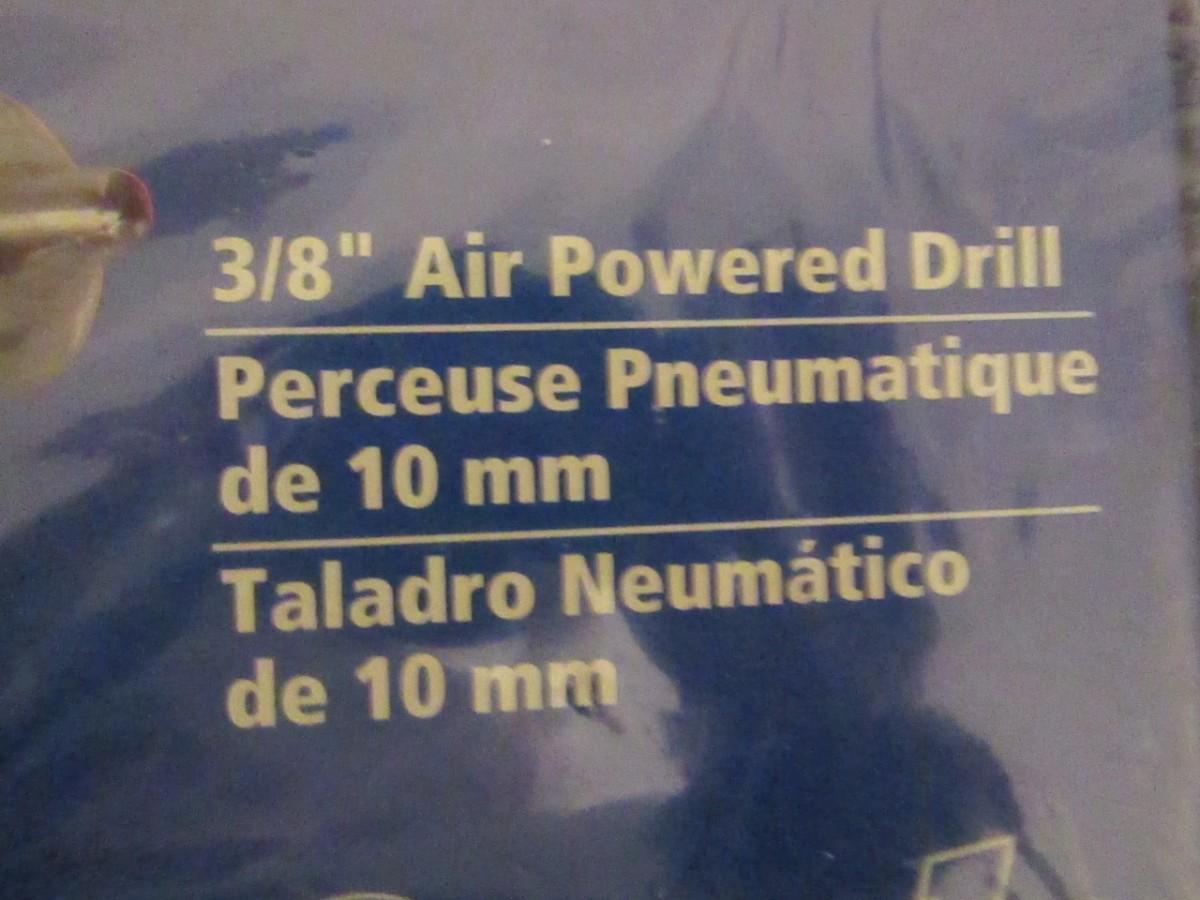 3/8" Air Powered Drill
Perceuse Pneumatique
de 10 mm
Taladro Neumático
de 10 mm